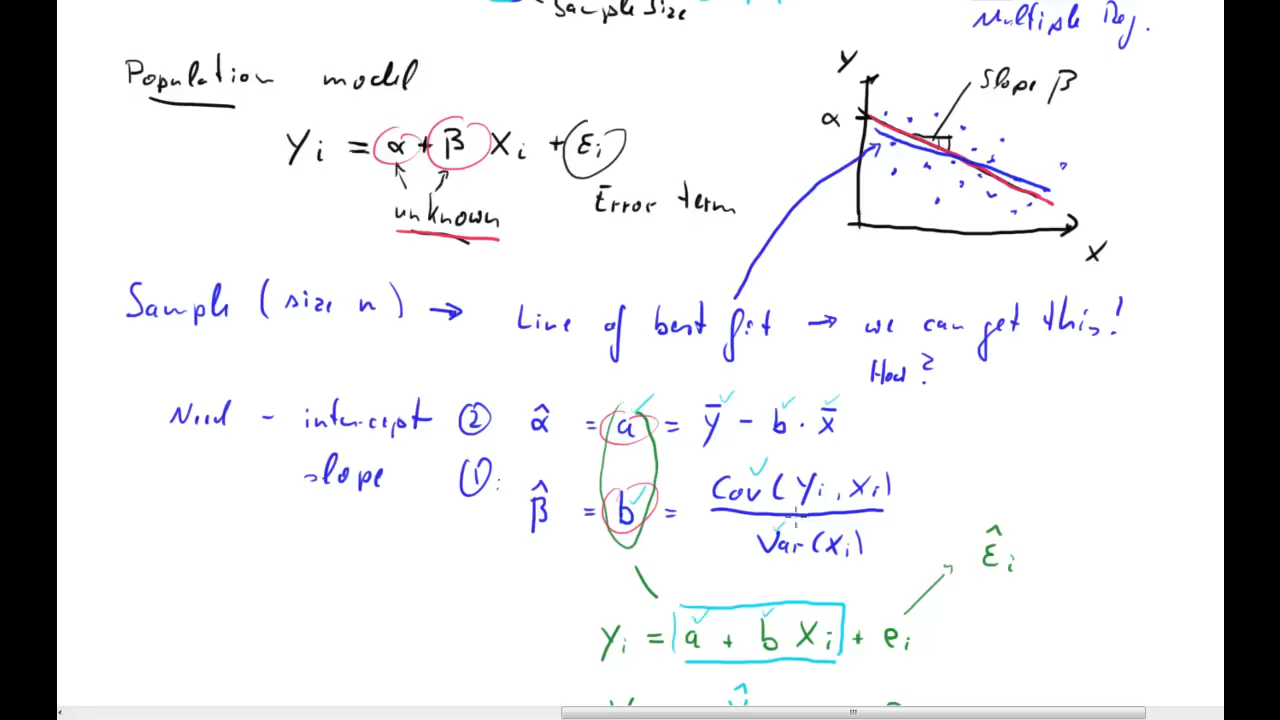 Sample Size
Multiple Reg.
Population model
Y
α
Slope β
X
Yi = α + β Xi + εi
unknown
Error term
Sample (size n) → Line of best fit → we can get this!
How?
Need - intercept ② α̂ = a = ȳ - b · x̄
slope ①: β̂ = b = Cov(Yi, Xi)
Var(Xi)
ε̂i
Yi = a + b Xi + ei